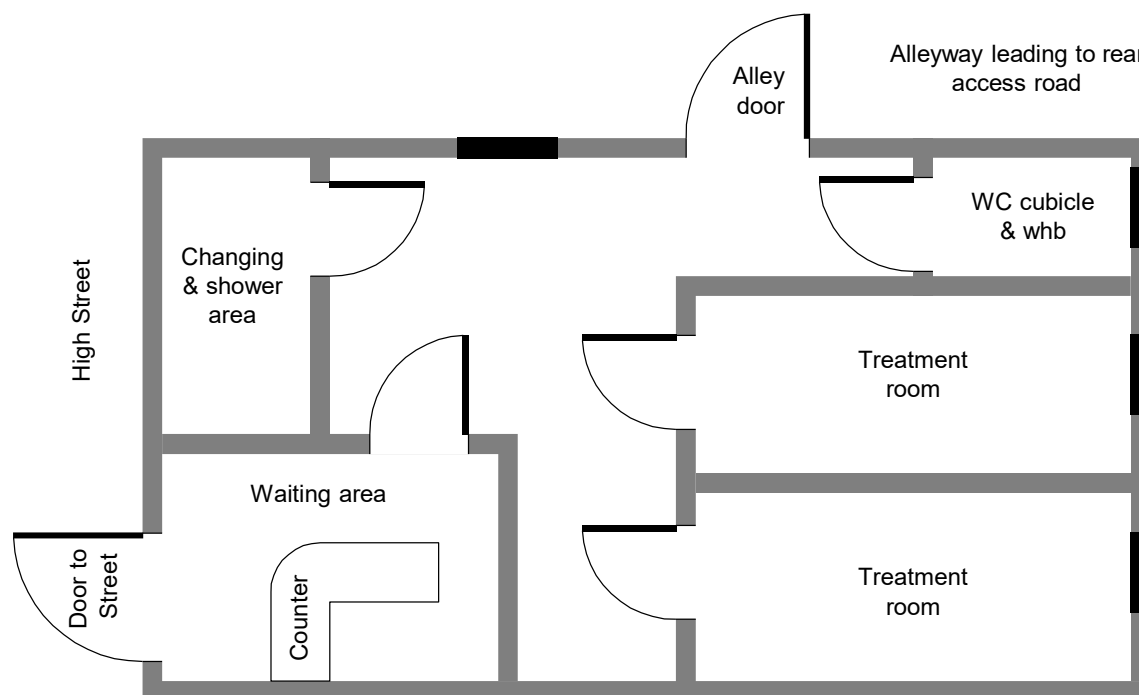 Alleyway leading to rear
access road
Alley
door
WC cubicle
& whb
Changing
& shower
area
High Street
Treatment
room
Waiting area
Door to
Street
Counter
Treatment
room